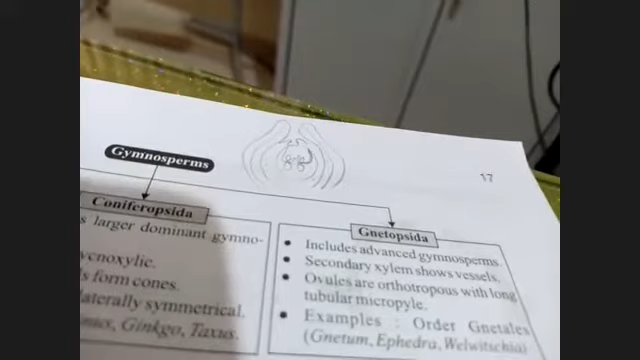 17
Gymnosperms
Coniferopsida
larger dominant gymno-
s form cones.
laterally symmetrical.
Ginkgo, Taxus.
Gnetopsida
• Includes advanced gymnosperms.
• Secondary xylem shows vessels.
• Ovules are orthotropous with long
tubular micropyle.
• Examples : Order Gnetales
(Gnetum, Ephedra, Welwitschia)